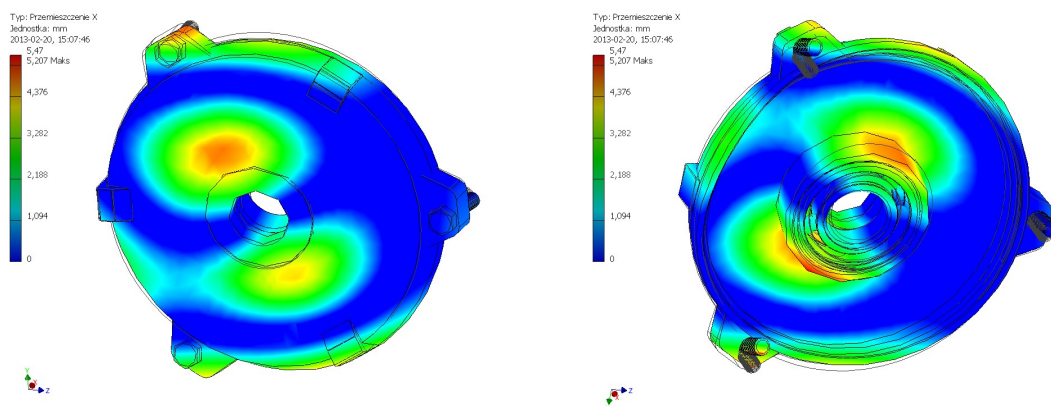 Typ: Przemieszczenie X
Jednostka: mm
2013-02-20, 15:07:46
5,47
5,207 Maks
4,376
3,282
2,188
1,094
0
Y
X
Z
Typ: Przemieszczenie X
Jednostka: mm
2013-02-20, 15:07:46
5,47
5,207 Maks
4,376
3,282
2,188
1,094
0
Z
X
Y